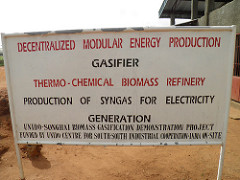 DECENTRALIZED MODULAR ENERGY PRODUCTION
GASIFIER
THERMO-CHEMICAL BIOMASS REFINERY
PRODUCTION OF SYNGAS FOR ELECTRICITY
GENERATION
UNIDO-SONGHAI BIOMASS GASIFICATION DEMONSTRATION PROJECT
FUNDED BY UNIDO CENTRE FOR SOUTH-SOUTH INDUSTRIAL COOPERATION-INDIA ON-SITE